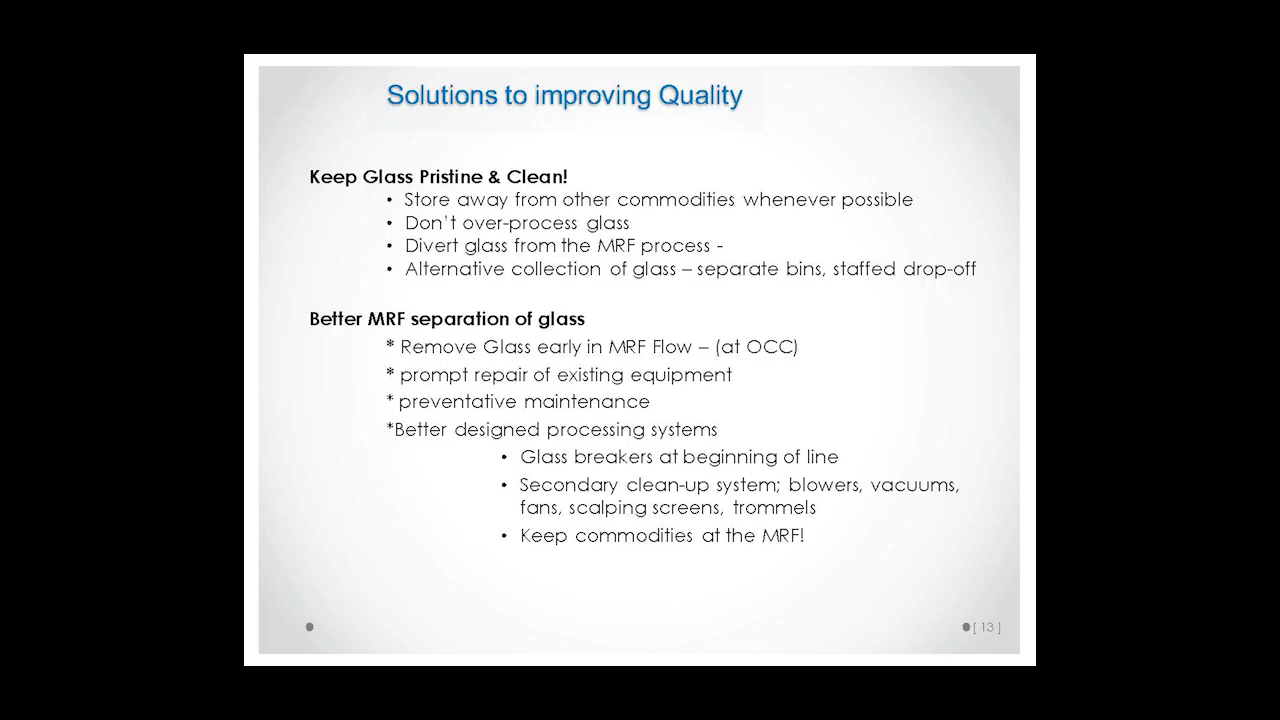 Solutions to improving Quality
Keep Glass Pristine & Clean!
• Store away from other commodities whenever possible
• Don't over-process glass
• Divert glass from the MRF process -
• Alternative collection of glass – separate bins, staffed drop-off
Better MRF separation of glass
* Remove Glass early in MRF Flow – (at OCC)
* prompt repair of existing equipment
* preventative maintenance
*Better designed processing systems
• Glass breakers at beginning of line
• Secondary clean-up system; blowers, vacuums,
fans, scalping screens, trommels
• Keep commodities at the MRF!
[ 13 ]